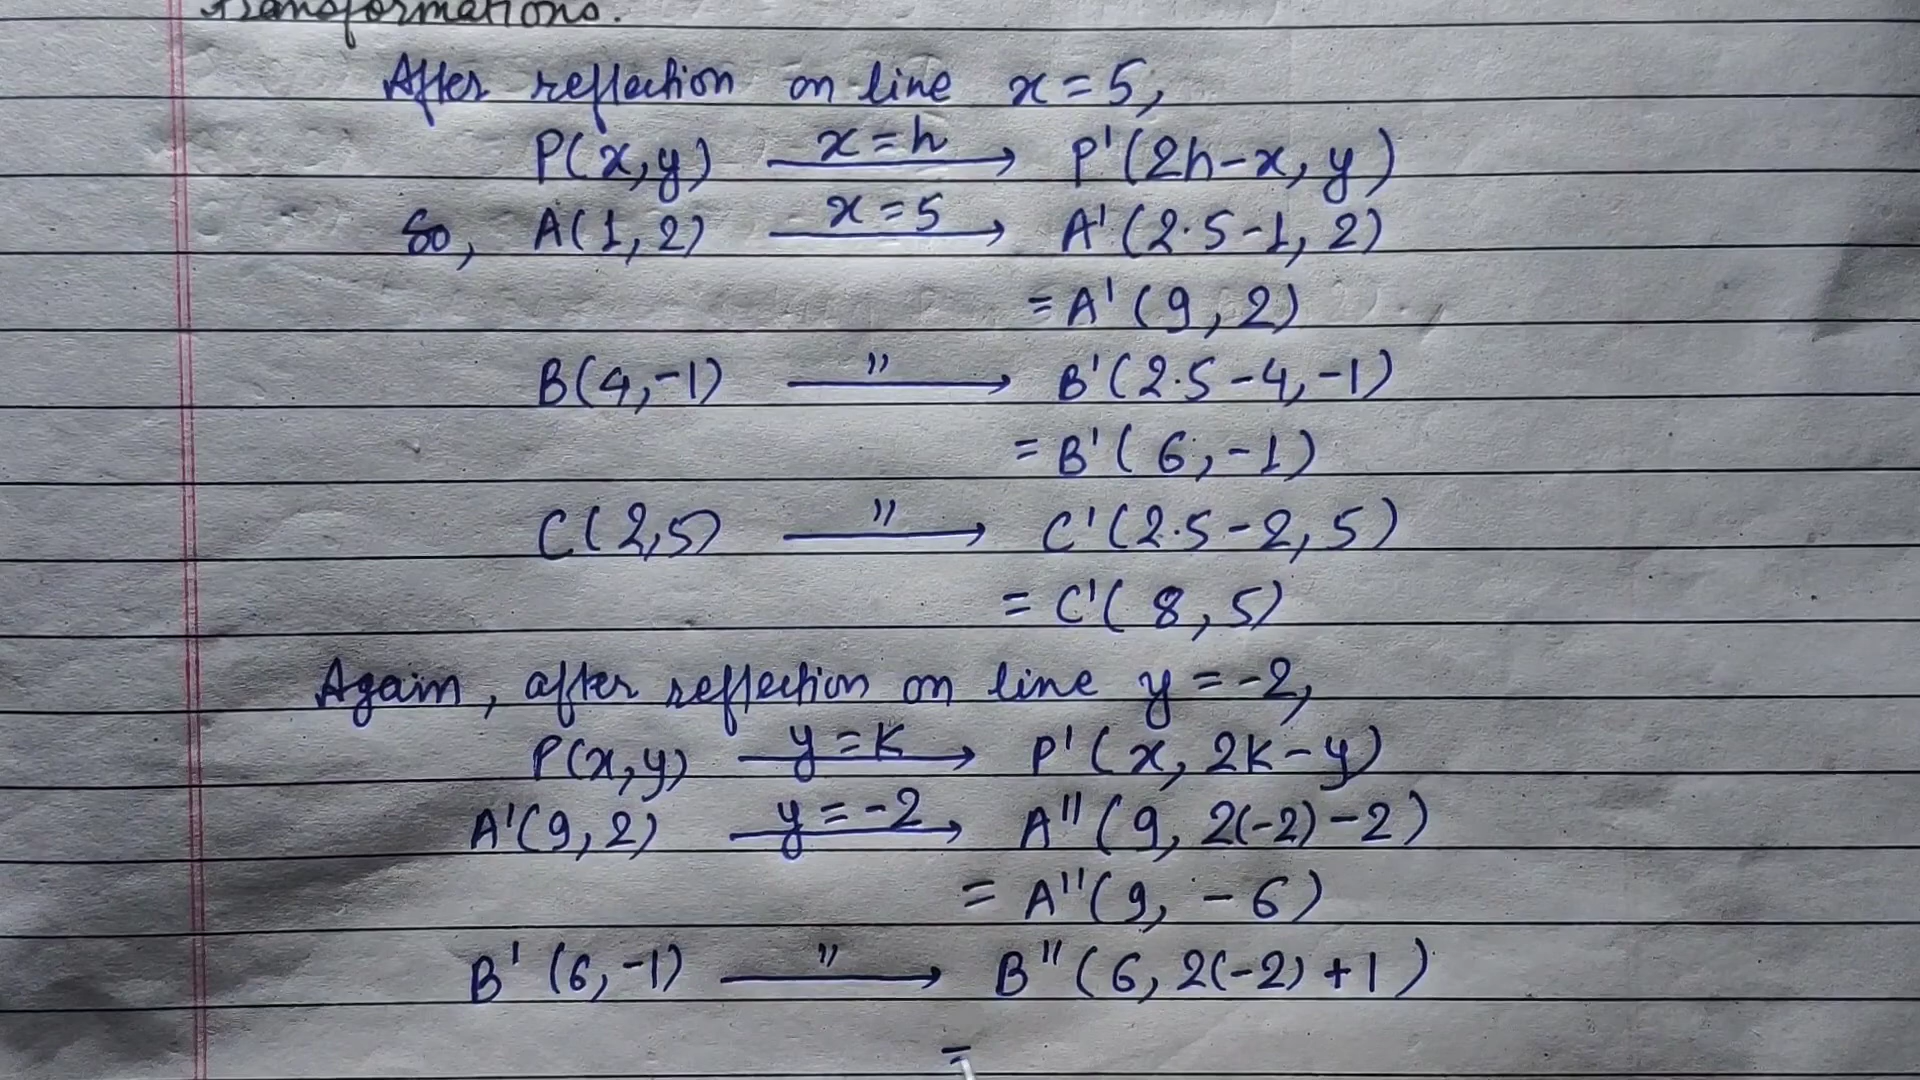 transformations.
After reflection on line x = 5,
P(x, y) x = h → P'(2h-x, y)
So, A(1, 2) x = 5 → A'(2·5-1, 2)
= A'(9, 2)
B(4, -1) " → B'(2·5-4, -1)
= B'(6, -1)
C(2, 5) " → C'(2·5-2, 5)
= C'(8, 5)
Again, after reflection on line y = -2,
P(x, y) y = k → P'(x, 2k-y)
A'(9, 2) y = -2 → A''(9, 2(-2)-2)
= A''(9, -6)
B'(6, -1) " → B''(6, 2(-2)+1)
=